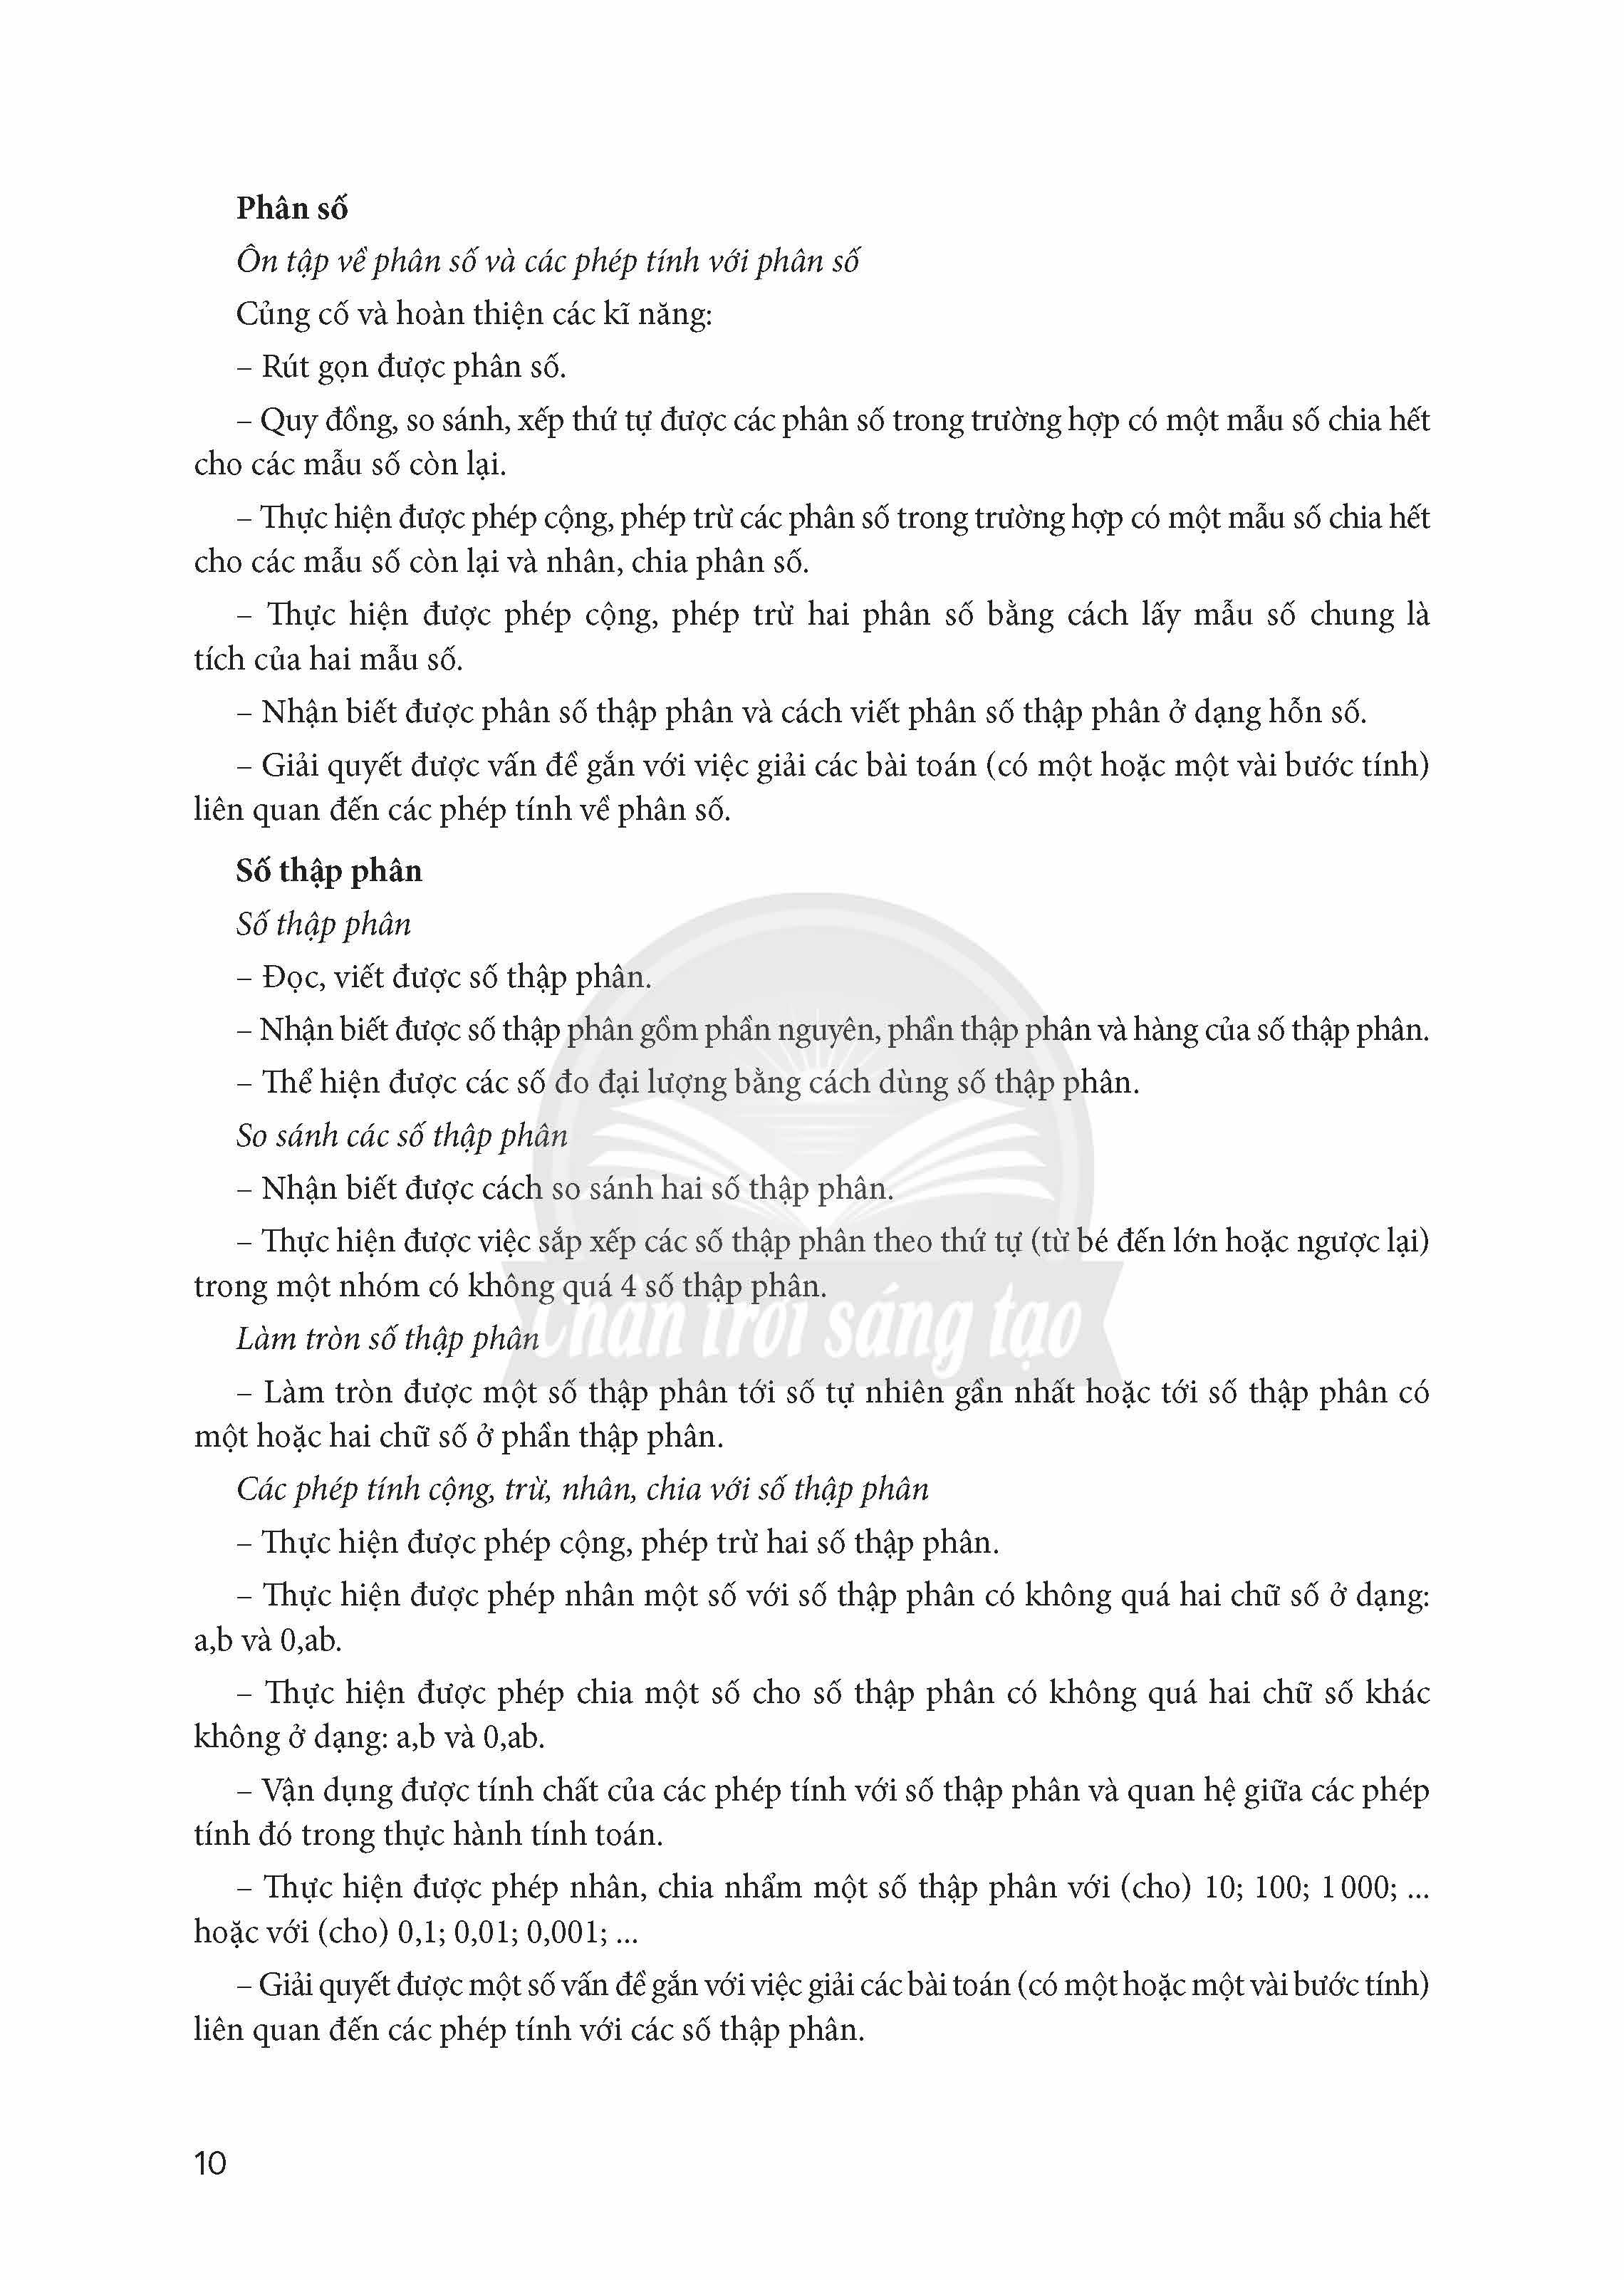 Phân số
Ôn tập về phân số và các phép tính với phân số
Củng cố và hoàn thiện các kĩ năng:
– Rút gọn được phân số.
– Quy đồng, so sánh, xếp thứ tự được các phân số trong trường hợp có một mẫu số chia hết
cho các mẫu số còn lại.
– Thực hiện được phép cộng, phép trừ các phân số trong trường hợp có một mẫu số chia hết
cho các mẫu số còn lại và nhân, chia phân số.
– Thực hiện được phép cộng, phép trừ hai phân số bằng cách lấy mẫu số chung là
tích của hai mẫu số.
– Nhận biết được phân số thập phân và cách viết phân số thập phân ở dạng hỗn số.
– Giải quyết được vấn đề gắn với việc giải các bài toán (có một hoặc một vài bước tính)
liên quan đến các phép tính về phân số.
Số thập phân
Số thập phân
– Đọc, viết được số thập phân.
– Nhận biết được số thập phân gồm phần nguyên, phần thập phân và hàng của số thập phân.
– Thể hiện được các số đo đại lượng bằng cách dùng số thập phân.
So sánh các số thập phân
– Nhận biết được cách so sánh hai số thập phân.
– Thực hiện được việc sắp xếp các số thập phân theo thứ tự (từ bé đến lớn hoặc ngược lại)
trong một nhóm có không quá 4 số thập phân.
Chân trời sáng tạo
Làm tròn số thập phân
– Làm tròn được một số thập phân tới số tự nhiên gần nhất hoặc tới số thập phân có
một hoặc hai chữ số ở phần thập phân.
Các phép tính cộng, trừ, nhân, chia với số thập phân
– Thực hiện được phép cộng, phép trừ hai số thập phân.
– Thực hiện được phép nhân một số với số thập phân có không quá hai chữ số ở dạng:
a,b và 0,ab.
– Thực hiện được phép chia một số cho số thập phân có không quá hai chữ số khác
không ở dạng: a,b và 0,ab.
– Vận dụng được tính chất của các phép tính với số thập phân và quan hệ giữa các phép
tính đó trong thực hành tính toán.
– Thực hiện được phép nhân, chia nhẩm một số thập phân với (cho) 10; 100; 1 000; ...
hoặc với (cho) 0,1; 0,01; 0,001; ...
– Giải quyết được một số vấn đề gắn với việc giải các bài toán (có một hoặc một vài bước tính)
liên quan đến các phép tính với các số thập phân.
10